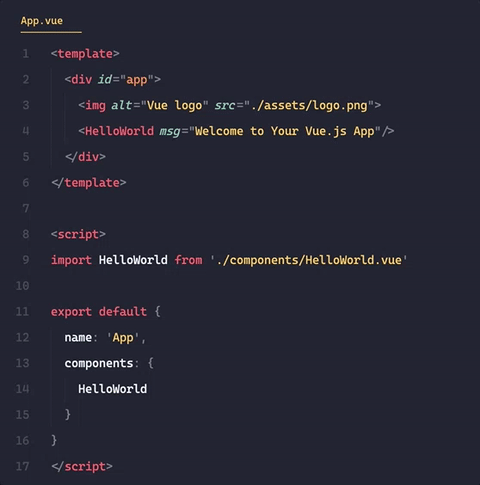 App.vue
1 <template>
2 <div id="app">
3 <img alt="Vue logo" src="./assets/logo.png">
4 <HelloWorld msg="Welcome to Your Vue.js App"/>
5 </div>
6 </template>
7
8 <script>
9 import HelloWorld from './components/HelloWorld.vue'
10
11 export default {
12 name: 'App',
13 components: {
14 HelloWorld
15 }
16 }
17 </script>